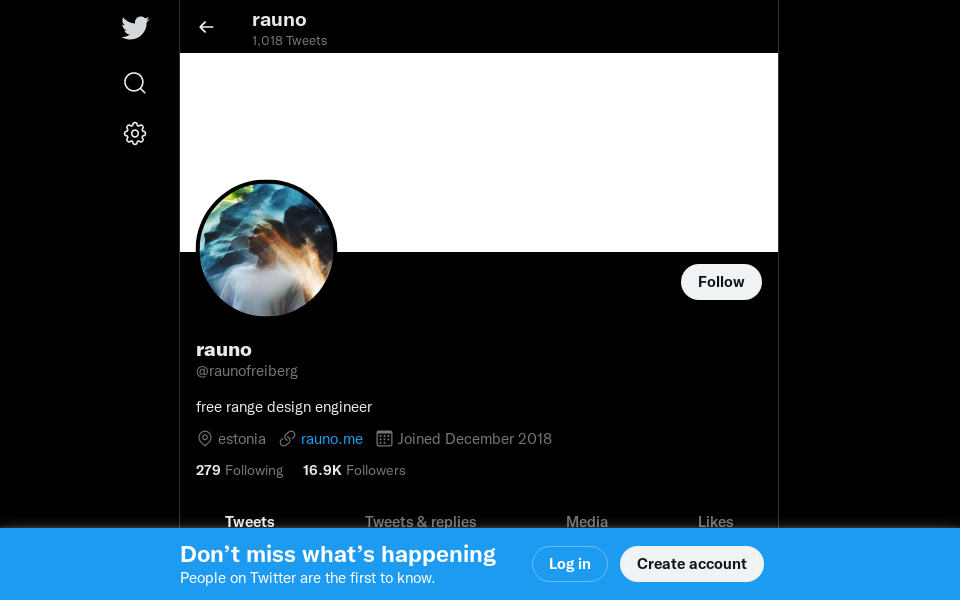 rauno
1,018 Tweets
Follow
rauno
@raunofreiberg
free range design engineer
estonia rauno.me Joined December 2018
279 Following 16.9K Followers
Tweets Tweets & replies Media Likes
Don’t miss what’s happening
People on Twitter are the first to know.
Log in
Create account